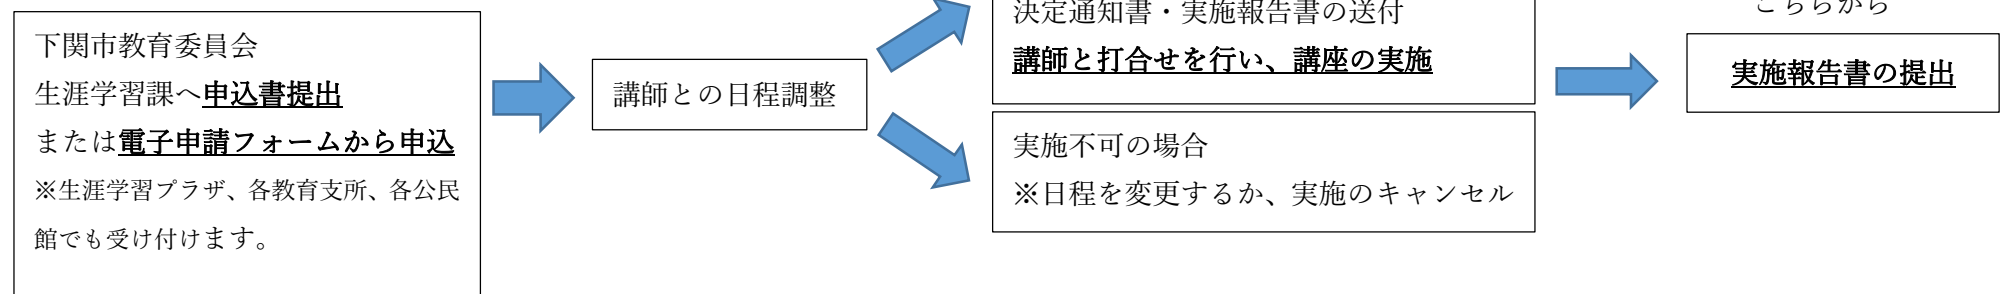 下関市教育委員会
生涯学習課へ申込書提出
または電子申請フォームから申込
※生涯学習プラザ、各教育支所、各公民
館でも受け付けます。
講師との日程調整
決定通知書・実施報告書の送付
講師と打合せを行い、講座の実施
実施不可の場合
※日程を変更するか、実施のキャンセル
こちらから
実施報告書の提出